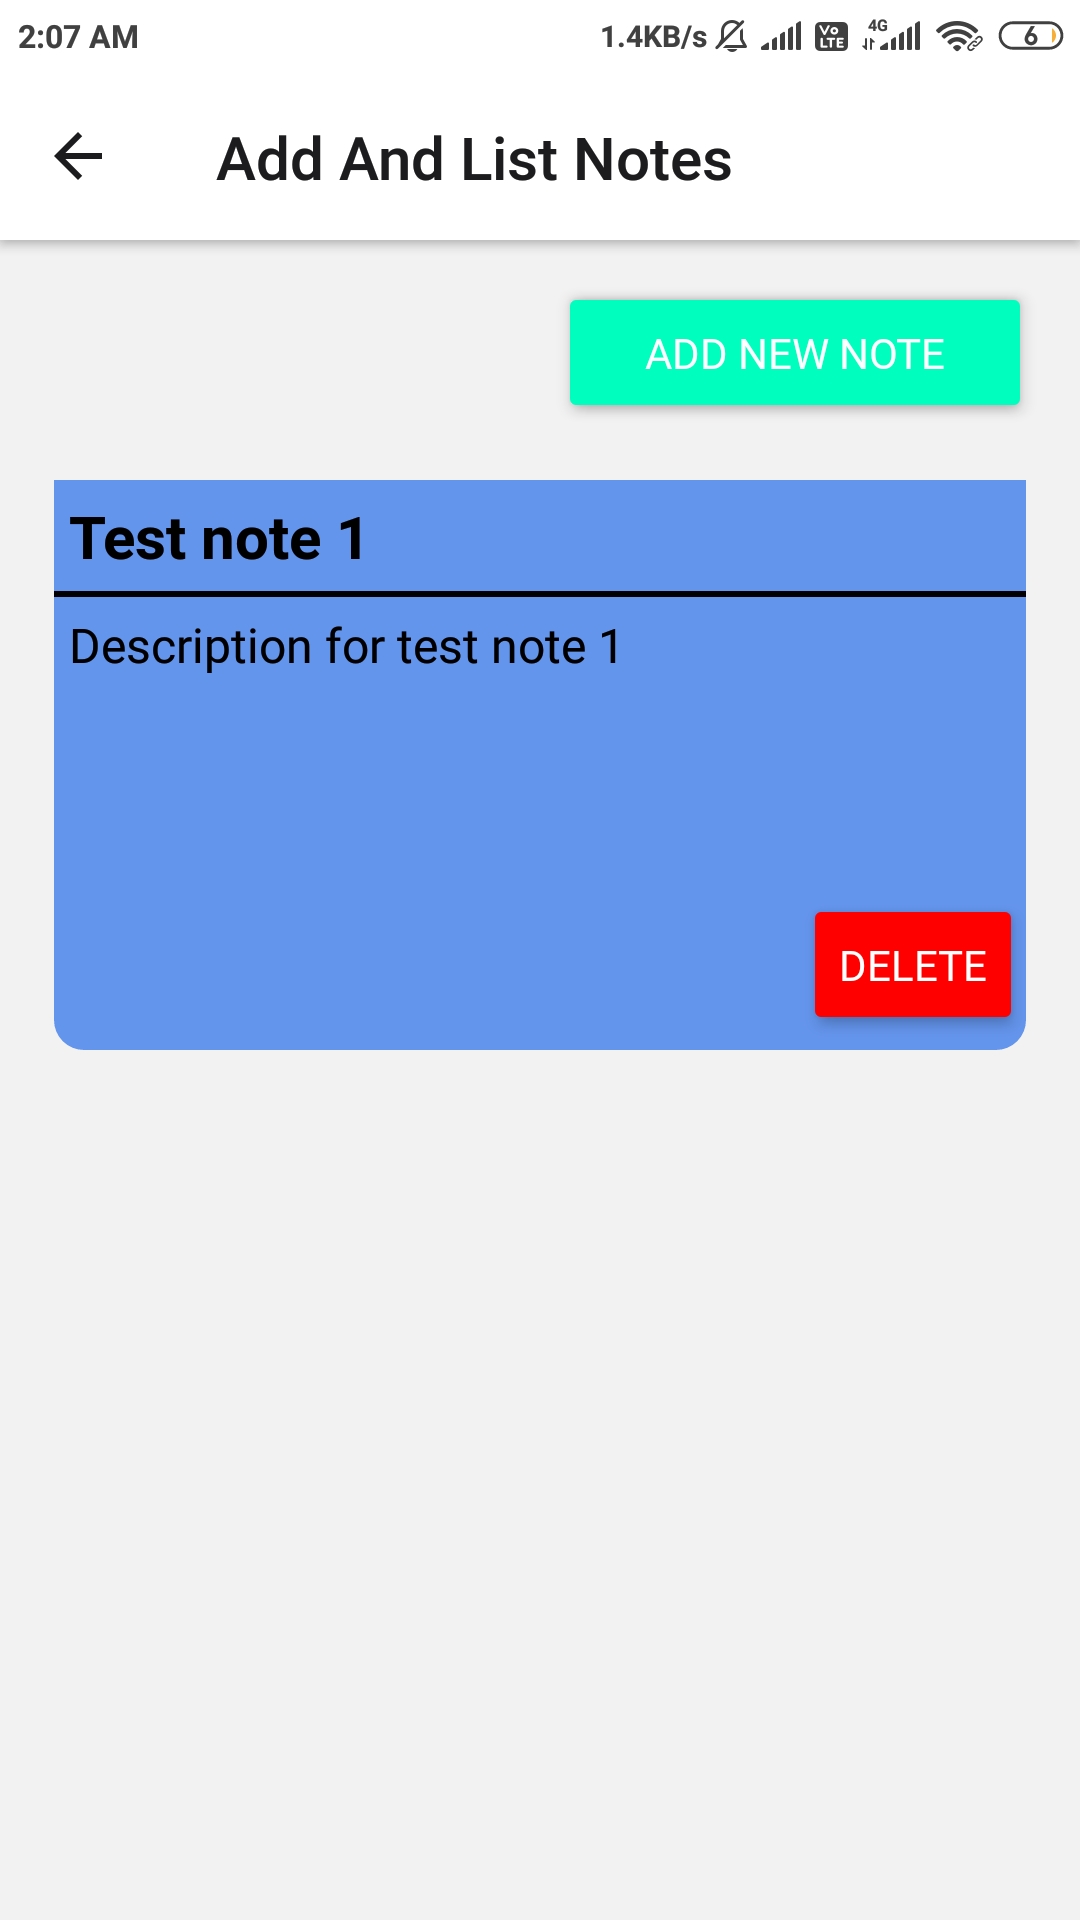 2:07 AM 1.4KB/s Vo LTE 4G 6
Add And List Notes
ADD NEW NOTE
Test note 1
Description for test note 1
DELETE